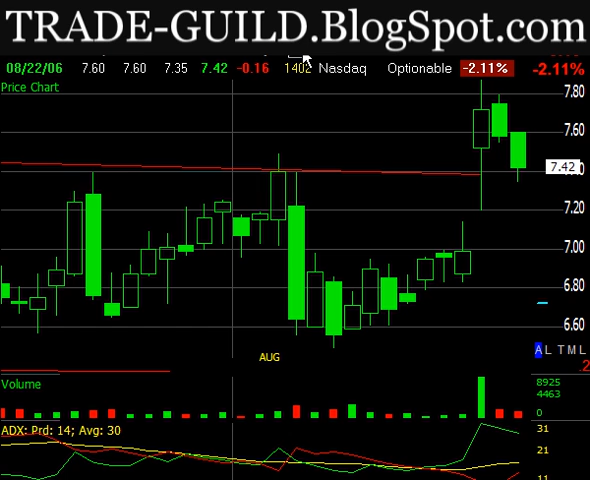 TRADE-GUILD.BlogSpot.com
08/22/06 7.60 7.60 7.35 7.42 -0.16 1402 Nasdaq Optionable -2.11% -2.11%
Price Chart
7.80
7.60
7.42
7.20
7.00
6.80
6.60
AUG
A L T M L
.2
Volume
8925
4463
0
ADX: Prd: 14; Avg: 30
31
21
11